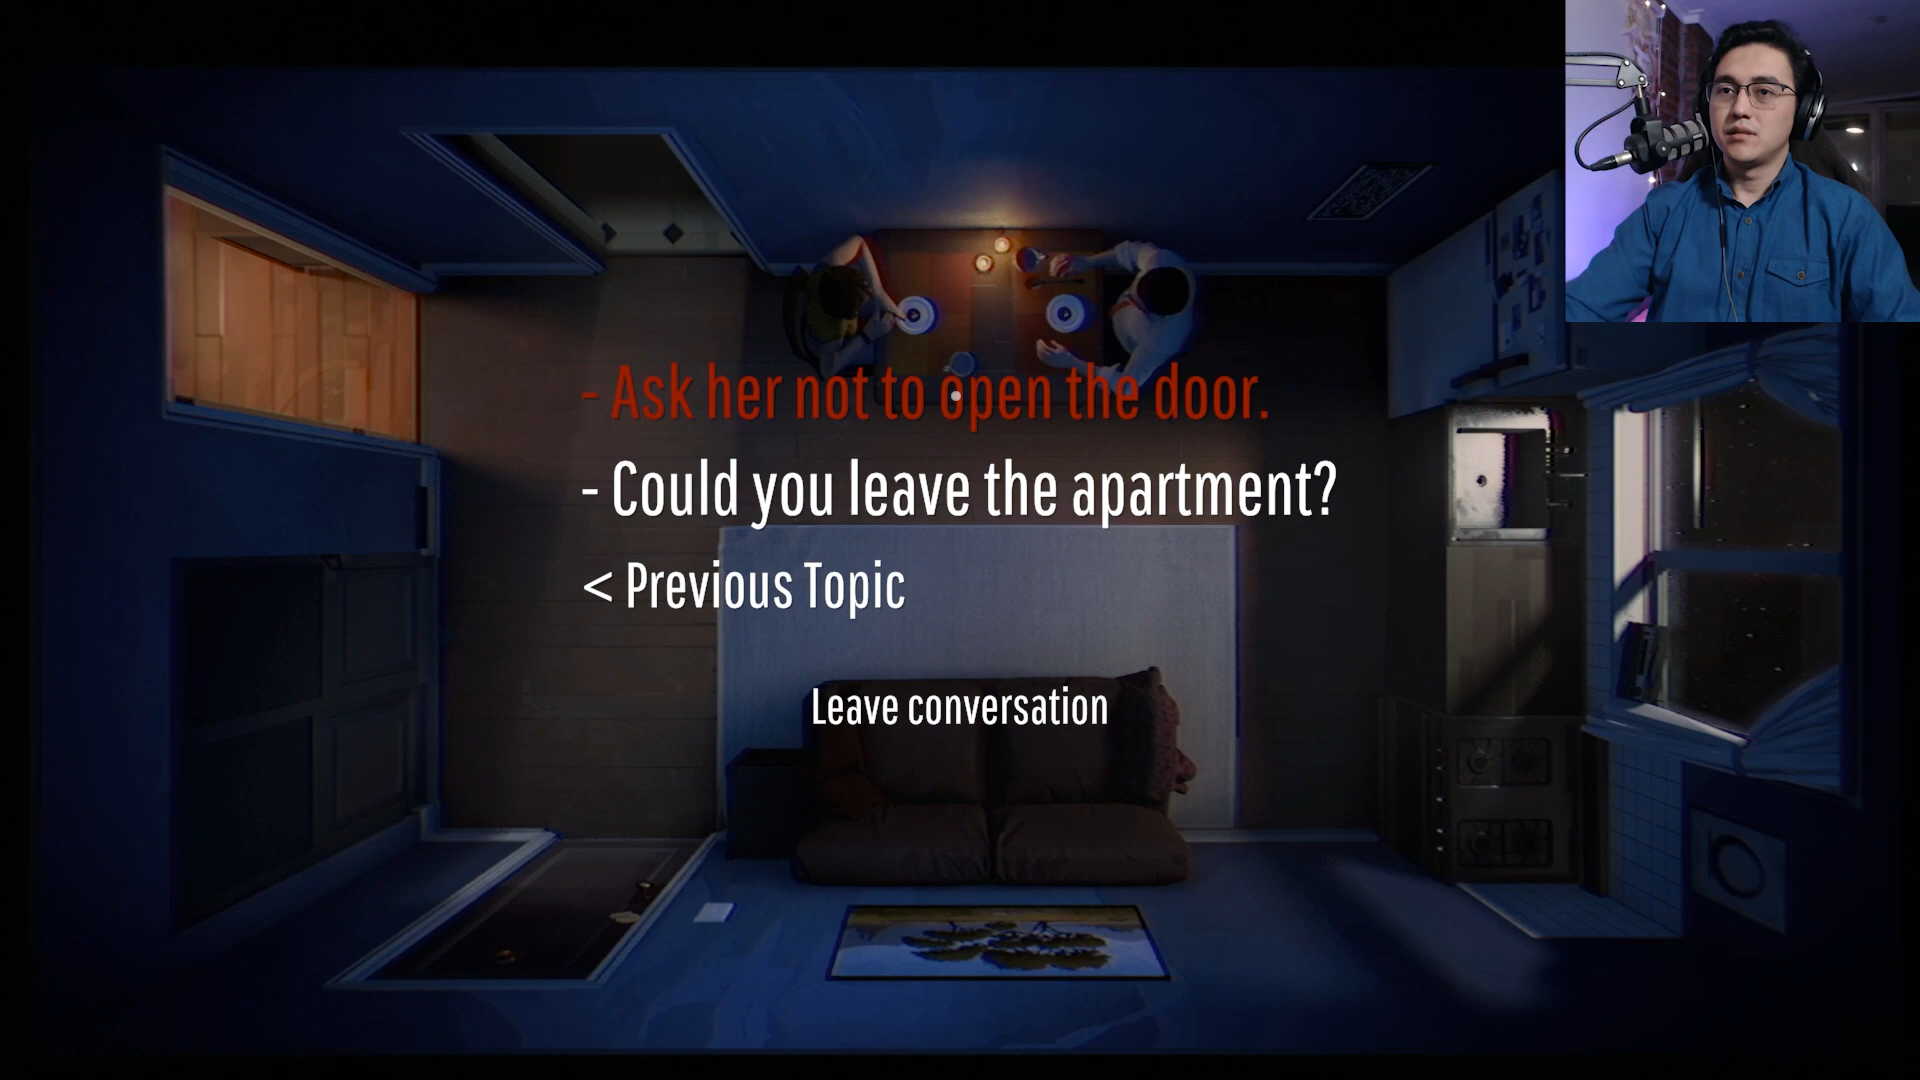 - Ask her not to open the door.
- Could you leave the apartment?
< Previous Topic
Leave conversation